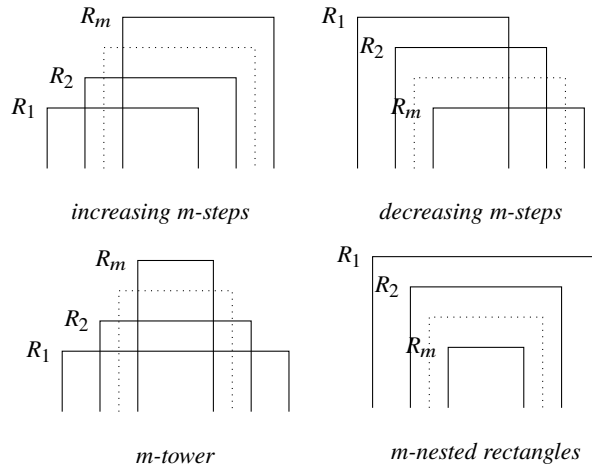 R_m
R_2
R_1
increasing m-steps
R_1
R_2
R_m
decreasing m-steps
R_m
R_2
R_1
m-tower
R_1
R_2
R_m
m-nested rectangles